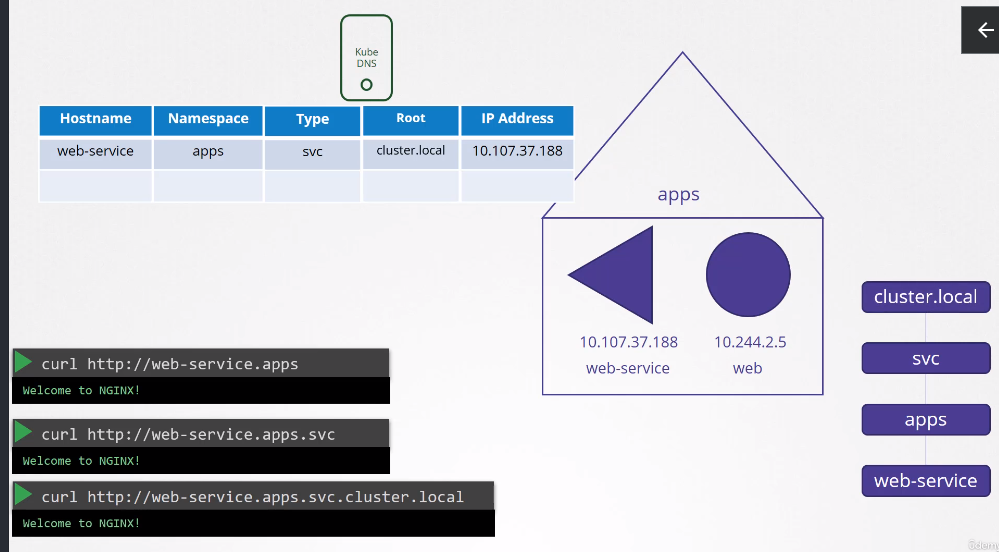 Kube
DNS
Hostname Namespace Type Root IP Address
web-service apps svc cluster.local 10.107.37.188
apps
10.107.37.188 10.244.2.5
web-service web
cluster.local
svc
apps
web-service
curl http://web-service.apps
Welcome to NGINX!
curl http://web-service.apps.svc
Welcome to NGINX!
curl http://web-service.apps.svc.cluster.local
Welcome to NGINX!